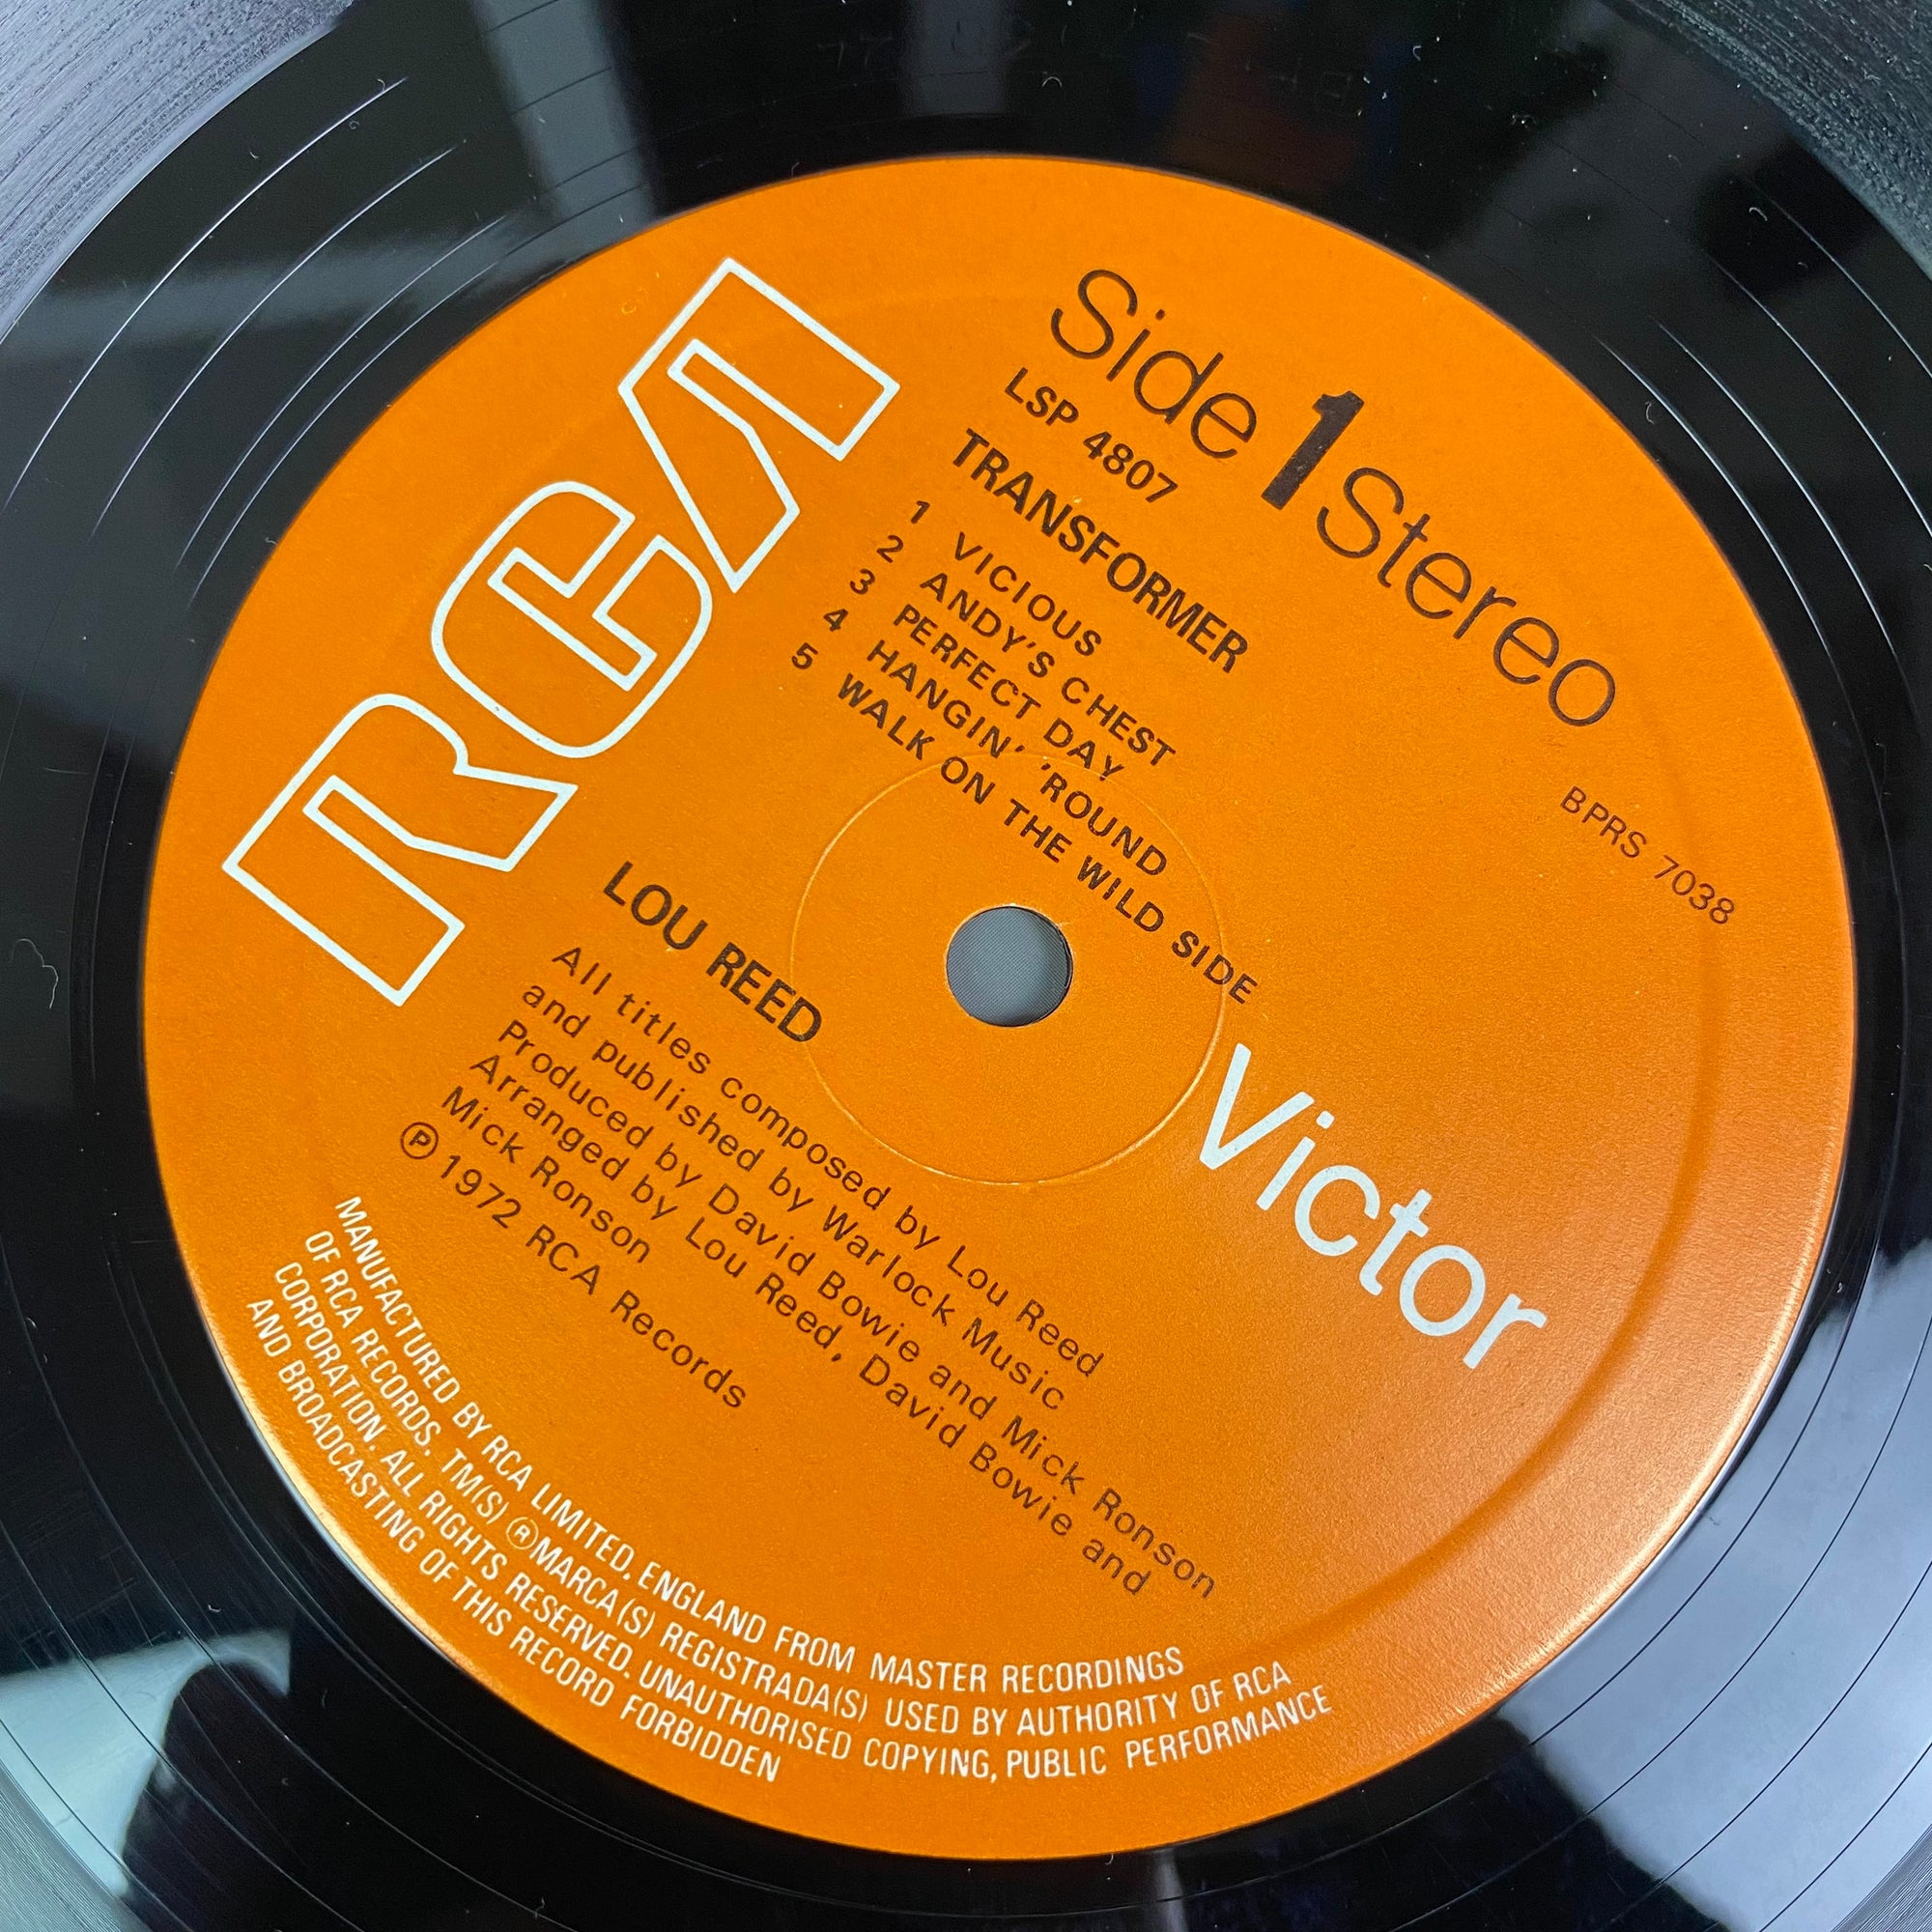 RCA
Side 1 Stereo
LSP 4807
TRANSFORMER
BPRS 7038
1 VICIOUS
2 ANDY'S CHEST
3 PERFECT DAY
4 HANGIN' 'ROUND
5 WALK ON THE WILD SIDE
Victor
LOU REED
All titles composed by Lou Reed
and published by Warlock Music
Produced by David Bowie and Mick Ronson
Arranged by Lou Reed, David Bowie and
Mick Ronson
Ⓟ 1972 RCA Records
MANUFACTURED BY RCA LIMITED, ENGLAND FROM MASTER RECORDINGS
OF RCA RECORDS. TM(S) ® MARCA(S) REGISTRADA(S) USED BY AUTHORITY OF RCA
CORPORATION. ALL RIGHTS RESERVED. UNAUTHORISED COPYING, PUBLIC PERFORMANCE
AND BROADCASTING OF THIS RECORD FORBIDDEN